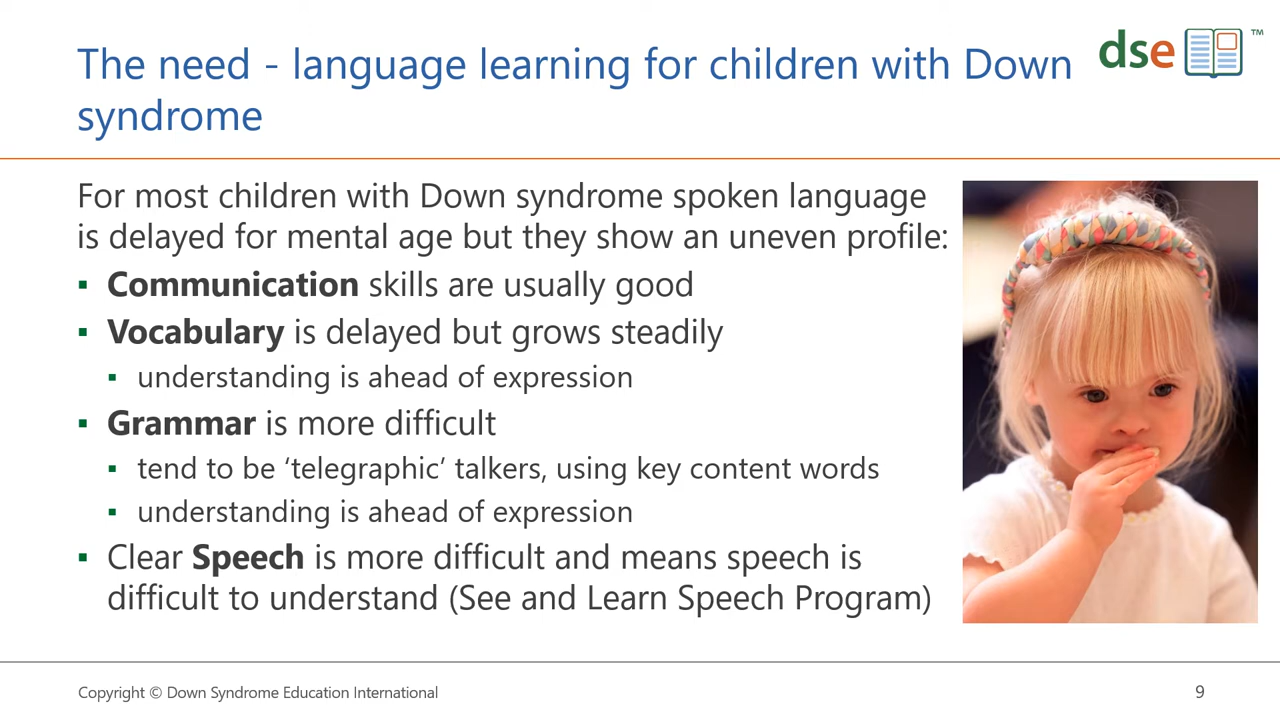 The need - language learning for children with Down
syndrome
dse ™
For most children with Down syndrome spoken language
is delayed for mental age but they show an uneven profile:
▪ Communication skills are usually good
▪ Vocabulary is delayed but grows steadily
▪ understanding is ahead of expression
▪ Grammar is more difficult
▪ tend to be ‘telegraphic’ talkers, using key content words
▪ understanding is ahead of expression
▪ Clear Speech is more difficult and means speech is
difficult to understand (See and Learn Speech Program)
Copyright © Down Syndrome Education International
9